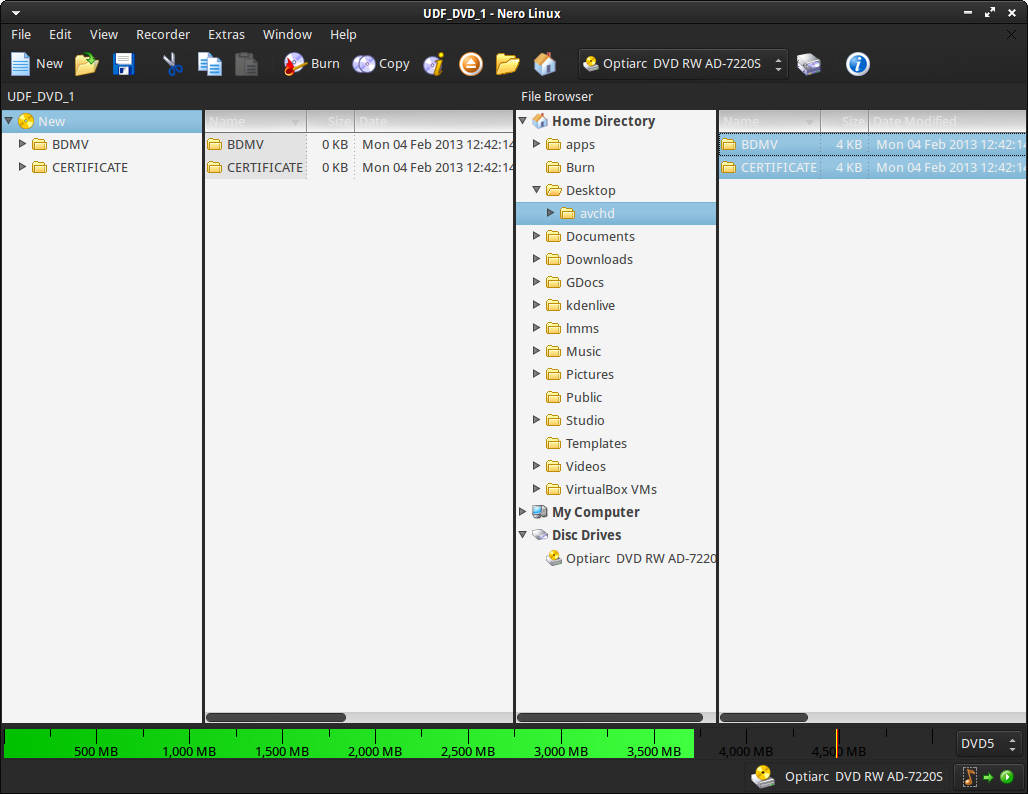 UDF_DVD_1 - Nero Linux
File Edit View Recorder Extras Window Help
New Burn Copy Optiarc DVD RW AD-7220S
UDF_DVD_1 File Browser
New Name Size Date Home Directory Name Size Date Modified
BDMV BDMV 0 KB Mon 04 Feb 2013 12:42:14 apps BDMV 4 KB Mon 04 Feb 2013 12:42:14
CERTIFICATE CERTIFICATE 0 KB Mon 04 Feb 2013 12:42:14 Burn CERTIFICATE 4 KB Mon 04 Feb 2013 12:42:14
Desktop
avchd
Documents
Downloads
GDocs
kdenlive
lmms
Music
Pictures
Public
Studio
Templates
Videos
VirtualBox VMs
My Computer
Disc Drives
Optiarc DVD RW AD-7220
500 MB 1,000 MB 1,500 MB 2,000 MB 2,500 MB 3,000 MB 3,500 MB 4,000 MB 4,500 MB DVD5
Optiarc DVD RW AD-7220S